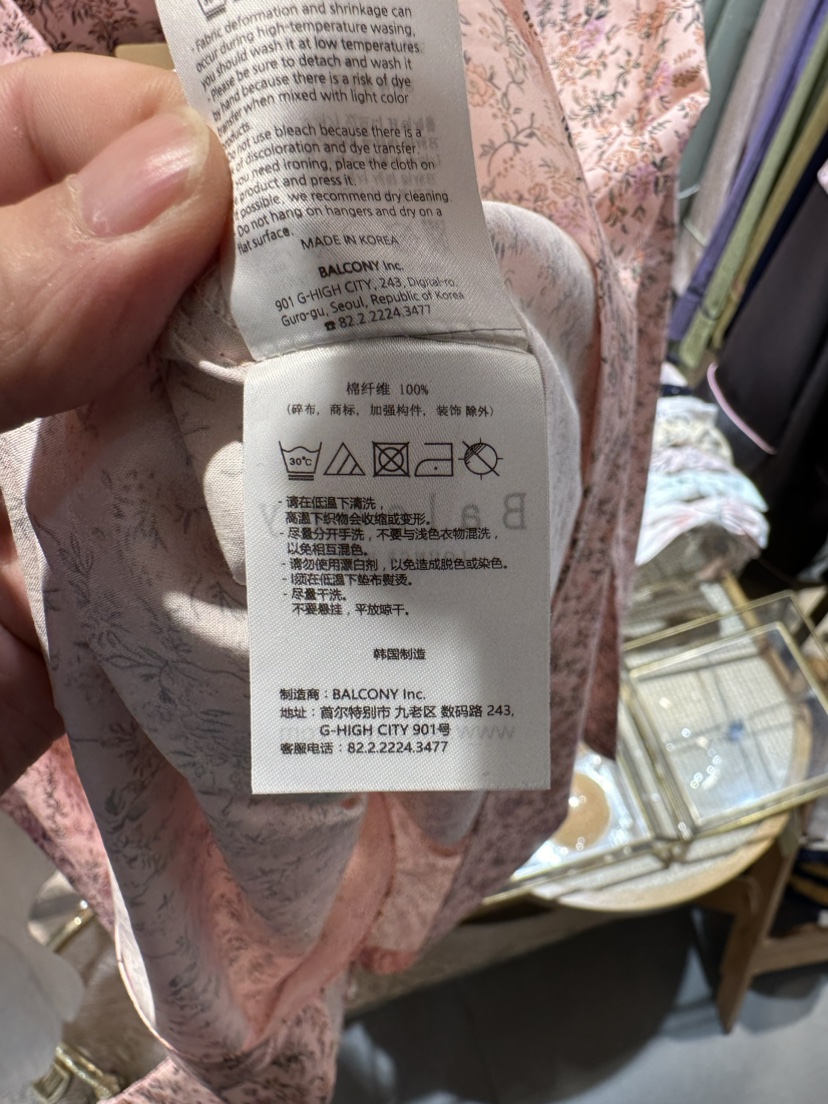 · Fabric deformation and shrinkage can
occur during high-temperature wasing,
you should wash it at low temperatures.
· Please be sure to detach and wash it
by hand because there is a risk of dye
transfer when mixed with light color
products.
not use bleach because there is a
of discoloration and dye transfer.
you need ironing, place the cloth on
product and press it.
possible, we recommend dry cleaning.
Do not hang on hangers and dry on a
flat surface.
MADE IN KOREA
BALCONY Inc.
901 G-HIGH CITY, 243, Digital-ro,
Guro-gu, Seoul, Republic of Korea
☎82.2.2224.3477
棉纤维 100%
(碎布, 商标, 加强构件, 装饰 除外)
30°C
- 请在低温下清洗，
高温下织物会收缩或变形。
- 尽量分开手洗，不要与浅色衣物混洗，
以免相互混色。
- 请勿使用漂白剂，以免造成脱色或染色。
- 须在低温下垫布熨烫。
- 尽量干洗。
不要悬挂，平放晾干。
韩国制造
制造商：BALCONY Inc.
地址：首尔特别市 九老区 数码路 243,
G-HIGH CITY 901号
客服电话：82.2.2224.3477